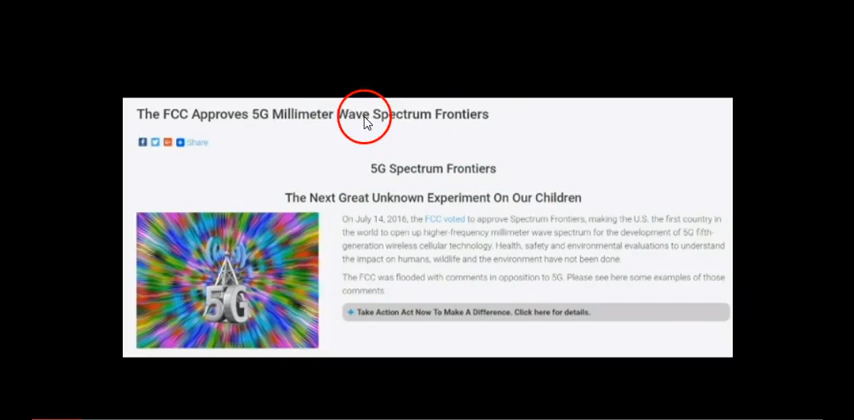 The FCC Approves 5G Millimeter Wave Spectrum Frontiers
Share
5G Spectrum Frontiers
The Next Great Unknown Experiment On Our Children
On July 14, 2016, the FCC voted to approve Spectrum Frontiers, making the U.S. the first country in
the world to open up higher-frequency millimeter wave spectrum for the development of 5G fifth-
generation wireless cellular technology. Health, safety and environmental evaluations to understand
the impact on humans, wildlife and the environment have not been done.
The FCC was flooded with comments in opposition to 5G. Please see here some examples of those
comments.
Take Action Act Now To Make A Difference. Click here for details.
5G